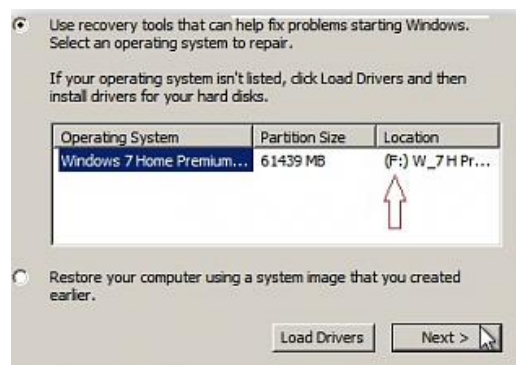 Use recovery tools that can help fix problems starting Windows.
Select an operating system to repair.
If your operating system isn't listed, click Load Drivers and then
install drivers for your hard disks.
Operating System Partition Size Location
Windows 7 Home Premium... 61439 MB (F:) W_7 H Pr...
Restore your computer using a system image that you created
earlier.
Load Drivers Next >